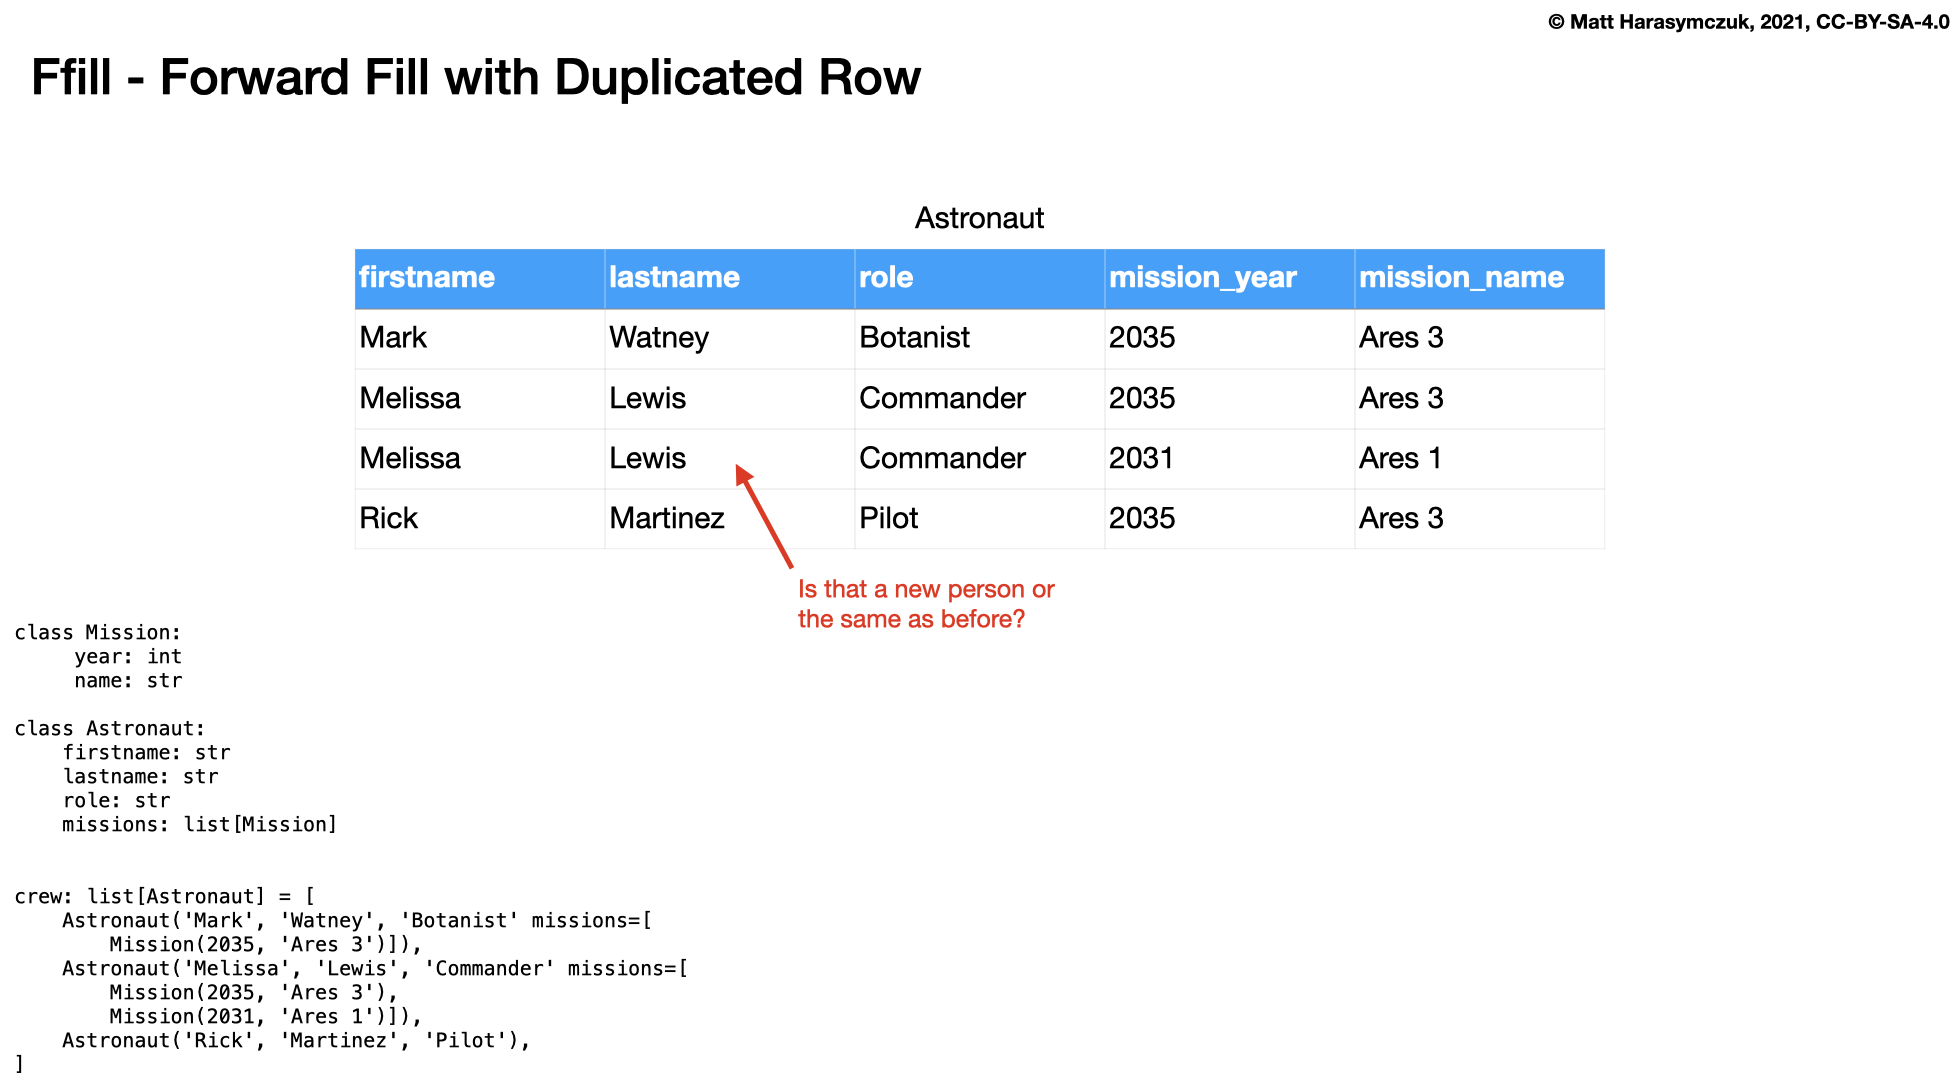 © Matt Harasymczuk, 2021, CC-BY-SA-4.0
Ffill - Forward Fill with Duplicated Row
Astronaut
firstname lastname role mission_year mission_name
Mark Watney Botanist 2035 Ares 3
Melissa Lewis Commander 2035 Ares 3
Melissa Lewis Commander 2031 Ares 1
Rick Martinez Pilot 2035 Ares 3
Is that a new person or
the same as before?
class Mission:
     year: int
     name: str
class Astronaut:
    firstname: str
    lastname: str
    role: str
    missions: list[Mission]
crew: list[Astronaut] = [
    Astronaut('Mark', 'Watney', 'Botanist' missions=[
        Mission(2035, 'Ares 3')]),
    Astronaut('Melissa', 'Lewis', 'Commander' missions=[
        Mission(2035, 'Ares 3'),
        Mission(2031, 'Ares 1')]),
    Astronaut('Rick', 'Martinez', 'Pilot'),
]